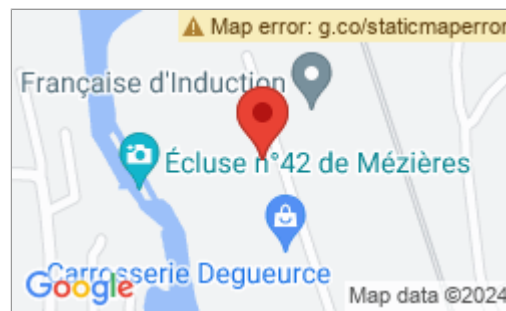 Map error: g.co/staticmaperror
Française d'Induction
Écluse n°42 de Mézières
Carrosserie Degueurce
Google
Map data ©2024